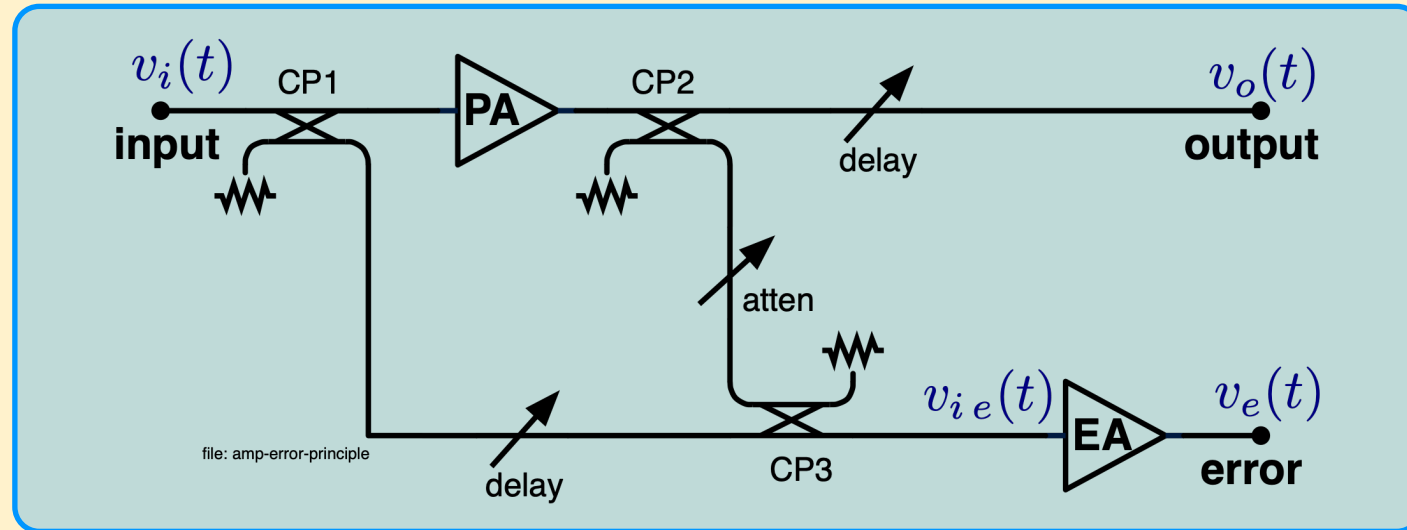 v_i(t)
CP1
CP2
v_o(t)
PA
input
delay
output
atten
v_{i e}(t)
v_e(t)
EA
file: amp-error-principle
CP3
error
delay